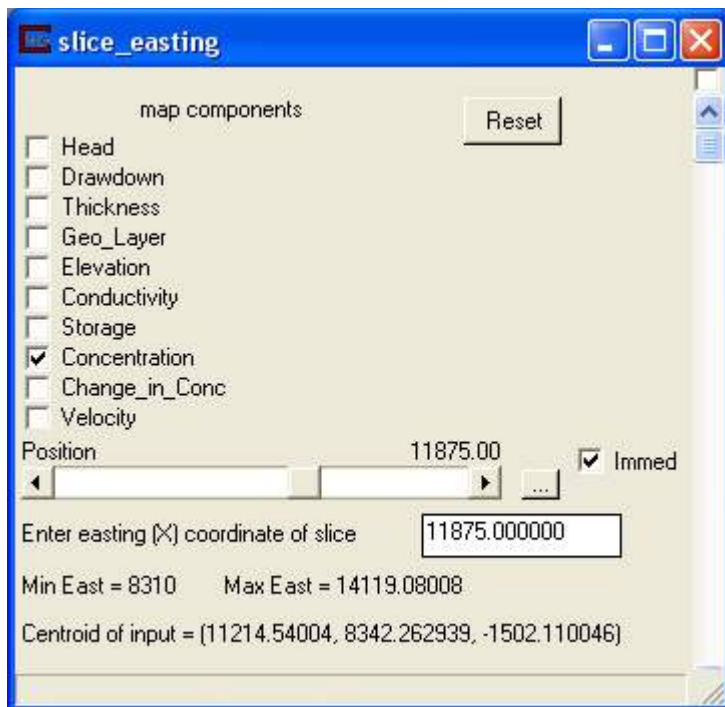 slice_easting
map components
Reset
Head
Drawdown
Thickness
Geo_Layer
Elevation
Conductivity
Storage
Concentration
Change_in_Conc
Velocity
Position 11875.00
Immed
...
Enter easting (X) coordinate of slice 11875.000000
Min East = 8310 Max East = 14119.08008
Centroid of input = (11214.54004, 8342.262939, -1502.110046)